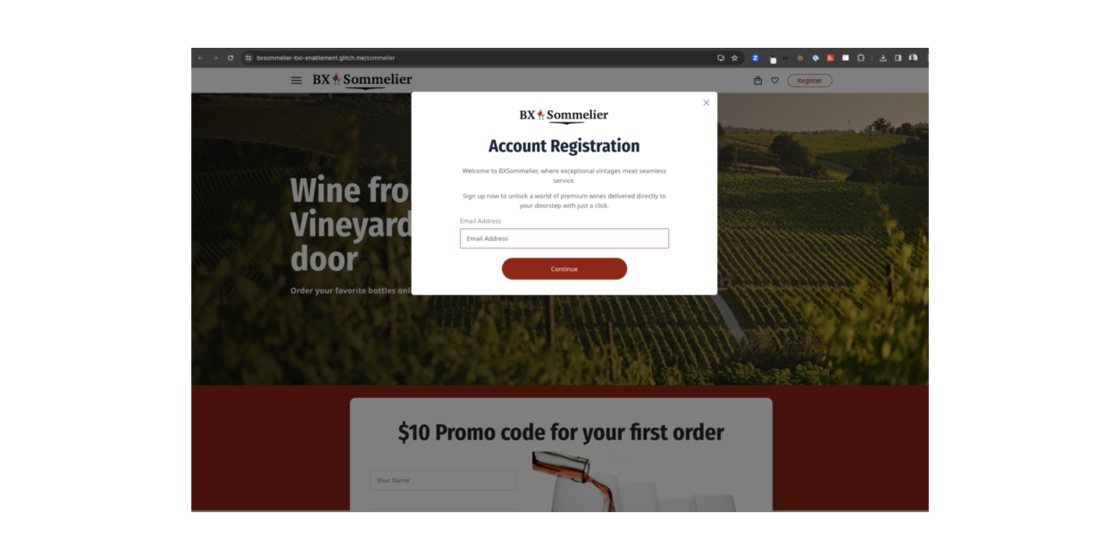 bxsommelier-bxi-enablement.glitch.me/sommelier
BX Sommelier
Register
BX Sommelier
Account Registration
Welcome to BXSommelier, where exceptional vintages meet seamless
service.
Sign up now to unlock a world of premium wines delivered directly to
your doorstep with just a click.
Email Address
Email Address
Continue
Wine fro
Vineyard
door
Order your favorite bottles onl
$10 Promo code for your first order
Your Name